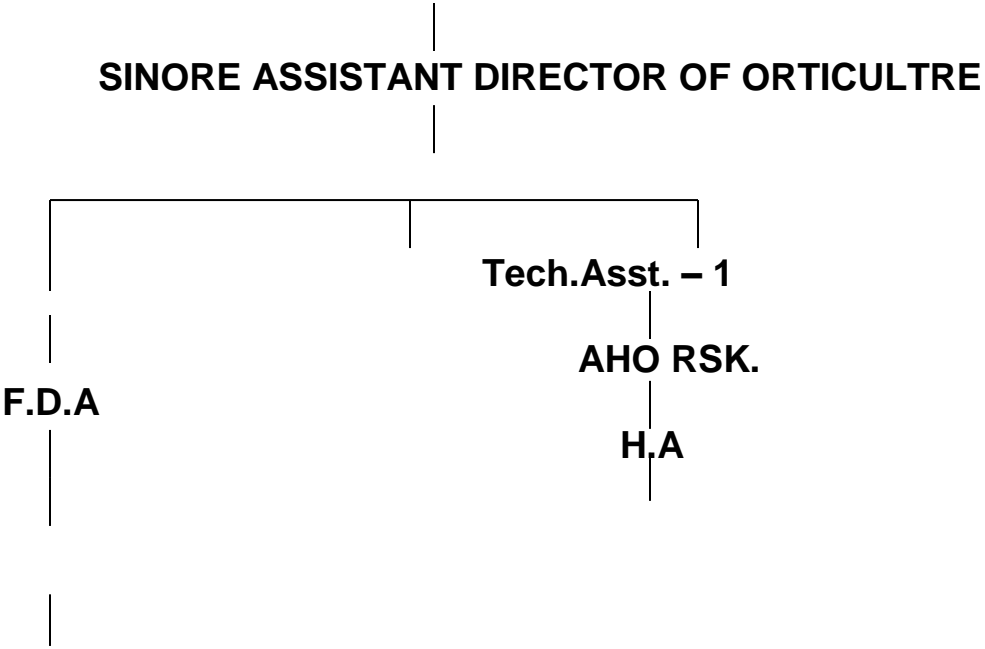 SINORE ASSISTANT DIRECTOR OF ORTICULTRE
Tech.Asst. – 1
AHO RSK.
F.D.A
H.A